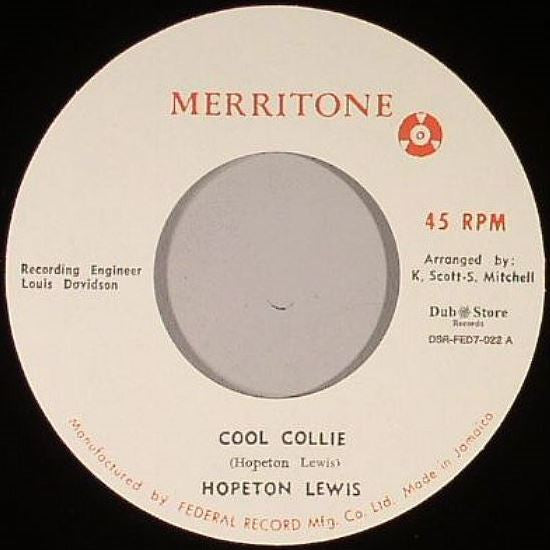 MERRITONE
45 RPM
Recording Engineer
Louis Davidson
Arranged by:
K. Scott-S. Mitchell
Dub Store
Records
DSR-FED7-022 A
COOL COLLIE
(Hopeton Lewis)
HOPETON LEWIS
Manufactured by FEDERAL RECORD Mfg. Co. Ltd. Made in Jamaica